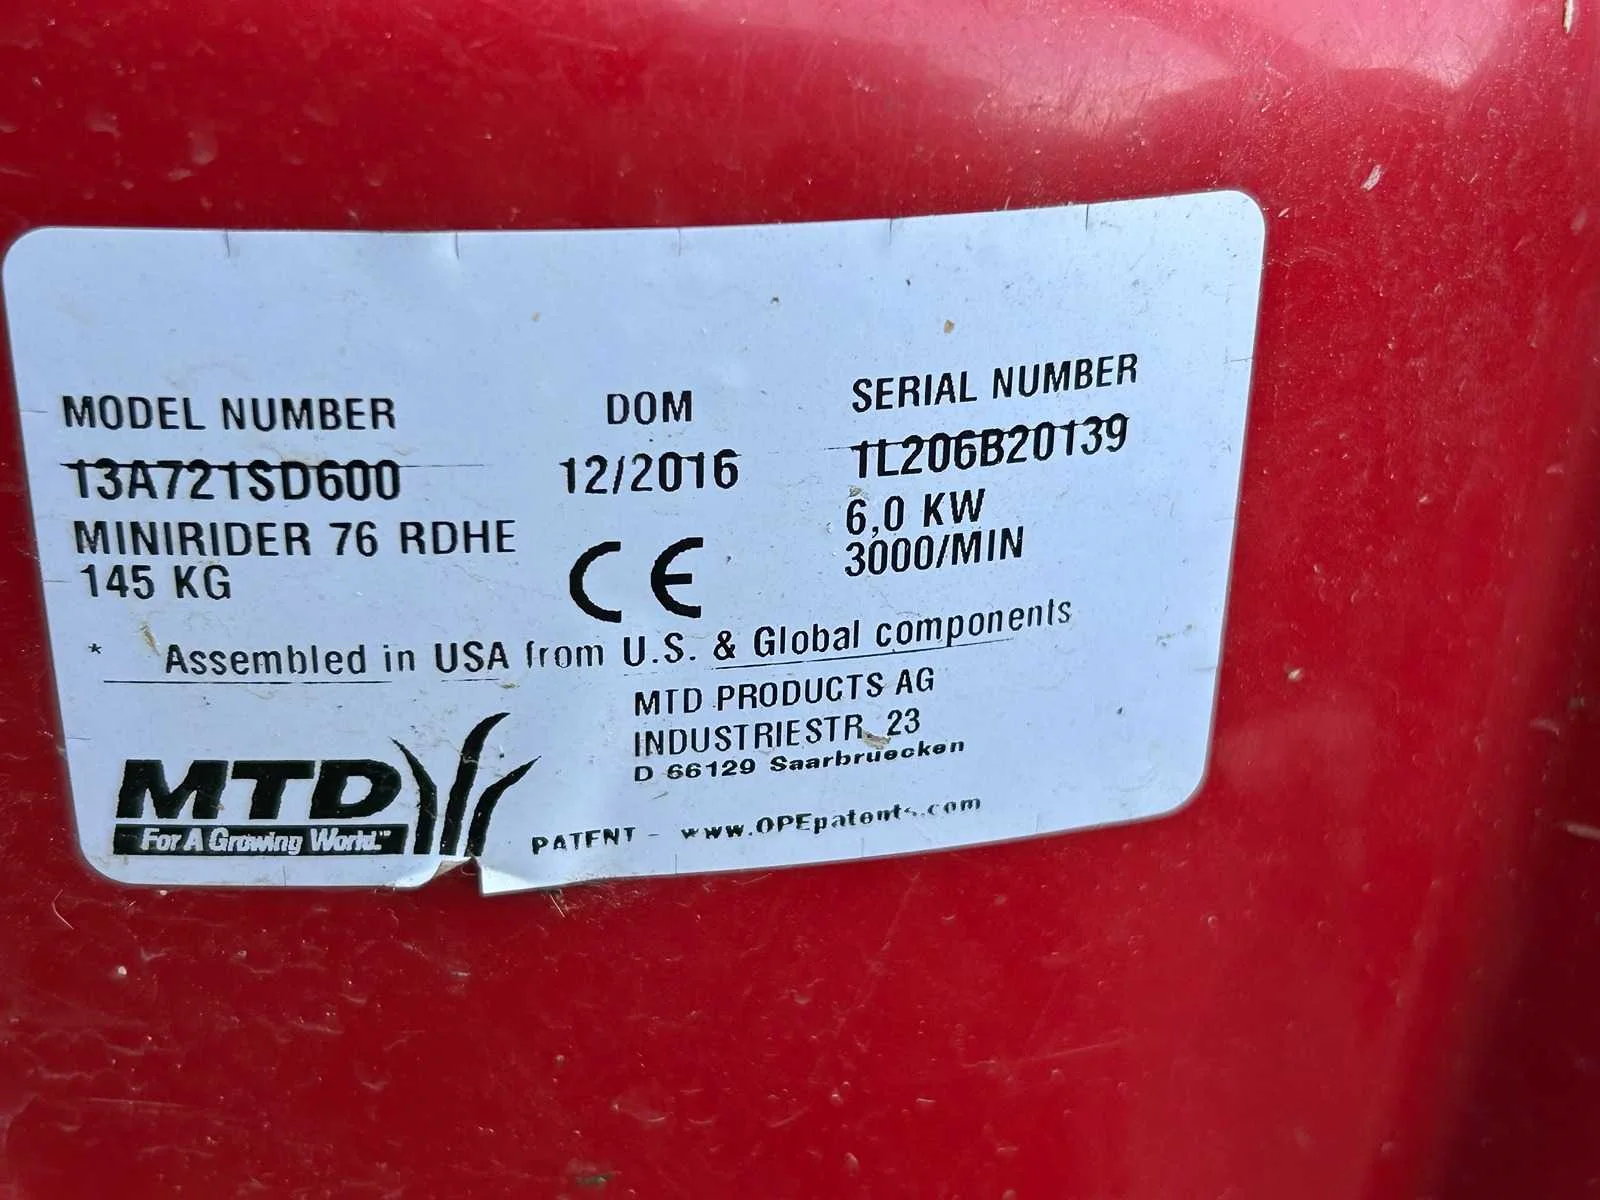 MODEL NUMBER DOM SERIAL NUMBER
13A721SD600 12/2016 1L206B20139
MINIRIDER 76 RDHE 6,0 KW
145 KG CE 3000/MIN
* Assembled in USA from U.S. & Global components
MTD PRODUCTS AG
INDUSTRIESTR. 23
D 66129 Saarbruecken
MTD
For A Growing World.™
PATENT - www.OPEpatents.com